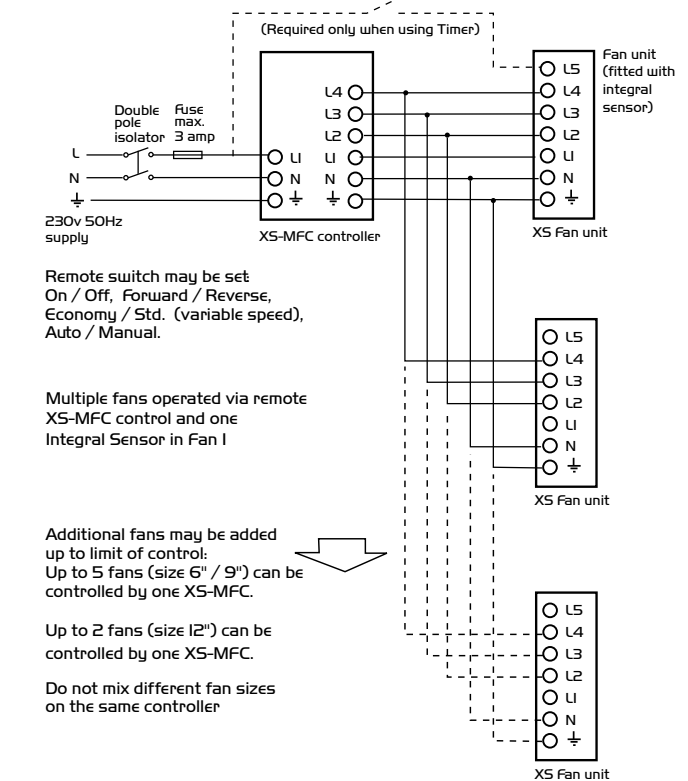 (Required only when using Timer)
Fan unit
(fitted with
integral
sensor)
L5
L4
L3
L2
L1
N
XS Fan unit
L4
L3
L2
L1
N
L1
N
XS-MFC controller
Double
pole
isolator
Fuse
max.
3 amp
L
N
230v 50Hz
supply
Remote switch may be set
On / Off, Forward / Reverse,
Economy / Std. (variable speed),
Auto / Manual.
Multiple fans operated via remote
XS-MFC control and one
Integral Sensor in Fan 1
L5
L4
L3
L2
L1
N
XS Fan unit
Additional fans may be added
up to limit of control:
Up to 5 fans (size 6" / 9") can be
controlled by one XS-MFC.
Up to 2 fans (size 12") can be
controlled by one XS-MFC.
Do not mix different fan sizes
on the same controller
L5
L4
L3
L2
L1
N
XS Fan unit